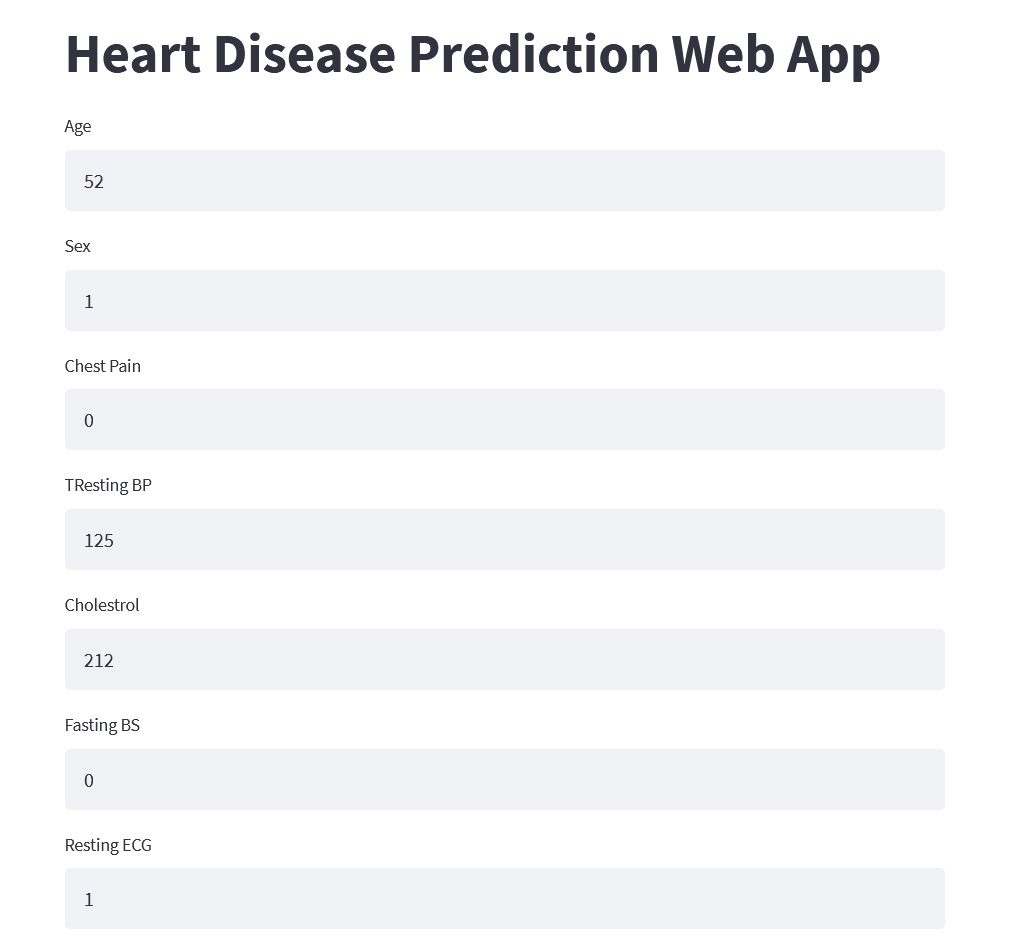 Heart Disease Prediction Web App
Age
52
Sex
1
Chest Pain
0
TResting BP
125
Cholestrol
212
Fasting BS
0
Resting ECG
1